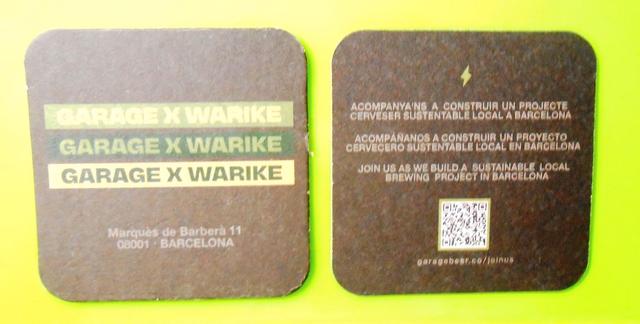 GARAGE X WARIKE
GARAGE X WARIKE
GARAGE X WARIKE
Marquès de Barberà 11
08001 · BARCELONA
ACOMPANYA'NS A CONSTRUIR UN PROJECTE
CERVESER SUSTENTABLE LOCAL A BARCELONA
ACOMPÁÑANOS A CONSTRUIR UN PROYECTO
CERVECERO SUSTENTABLE LOCAL EN BARCELONA
JOIN US AS WE BUILD A SUSTAINABLE LOCAL
BREWING PROJECT IN BARCELONA
garagebeer.co/joinus